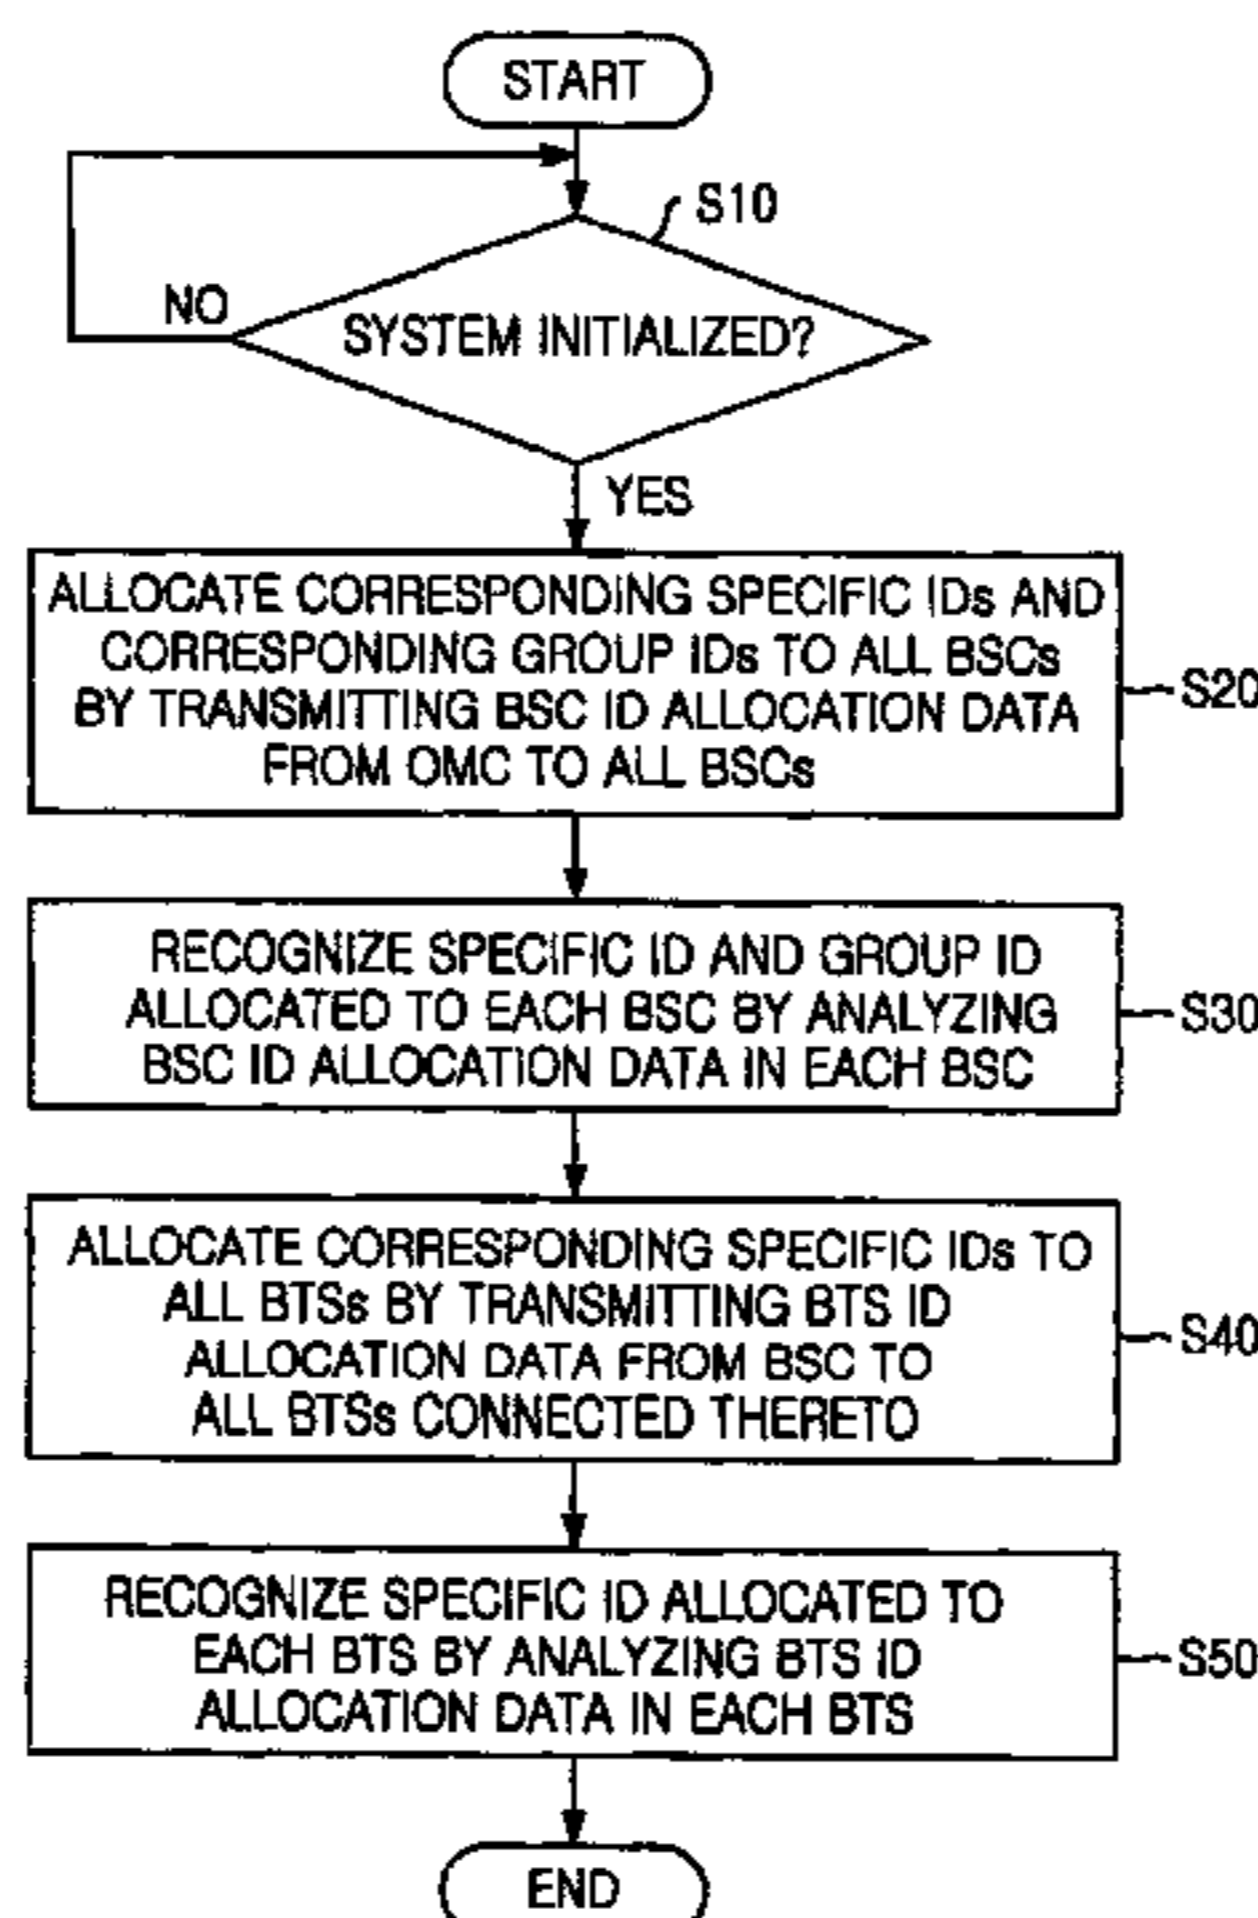 START
S10
NO
SYSTEM INITIALIZED?
YES
ALLOCATE CORRESPONDING SPECIFIC IDs AND
CORRESPONDING GROUP IDs TO ALL BSCs
BY TRANSMITTING BSC ID ALLOCATION DATA
FROM OMC TO ALL BSCs
S20
RECOGNIZE SPECIFIC ID AND GROUP ID
ALLOCATED TO EACH BSC BY ANALYZING
BSC ID ALLOCATION DATA IN EACH BSC
S30
ALLOCATE CORRESPONDING SPECIFIC IDs TO
ALL BTSs BY TRANSMITTING BTS ID
ALLOCATION DATA FROM BSC TO
ALL BTSs CONNECTED THERETO
S40
RECOGNIZE SPECIFIC ID ALLOCATED TO
EACH BTS BY ANALYZING BTS ID
ALLOCATION DATA IN EACH BTS
S50
END